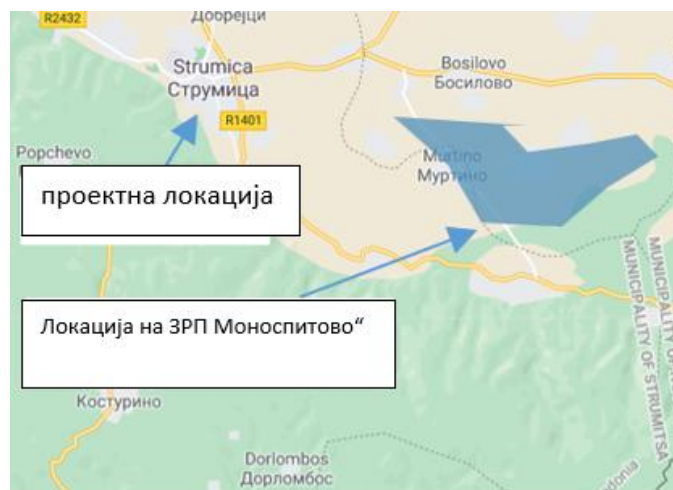 R2432
Добрејци
Strumica
Струмица
Bosilovo
Босилово
R1401
Popchevo
Murtino
Муртино
проектна локација
Локација на ЗРП Моноспитово“
MUNICIPALITY OF STRUMITSA
MUNICIPALITY OF
Костурино
Dorlombos
Дорломбос